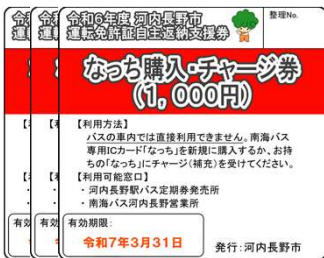 令和6年度 河内長野市
運転免許証自主返納支援券
整理No.
なっち購入・チャージ券
(1,000円)
【利用方法】
バスの車内では直接利用できません。南海バス
専用ICカード「なっち」を新規に購入するか、お持
ちの「なっち」にチャージ(補充)を受けてください。
【利用可能窓口】
・河内長野駅バス定期券発売所
・南海バス河内長野営業所
有効期限:
令和7年3月31日
発行:河内長野市